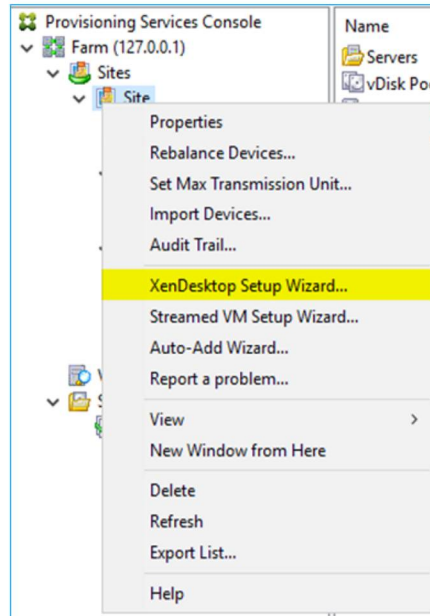 Provisioning Services Console
Name
Farm (127.0.0.1)
Servers
Sites
vDisk Poo
Site
Properties
Rebalance Devices...
Set Max Transmission Unit...
Import Devices...
Audit Trail...
XenDesktop Setup Wizard...
Streamed VM Setup Wizard...
Auto-Add Wizard...
Report a problem...
View
New Window from Here
Delete
Refresh
Export List...
Help